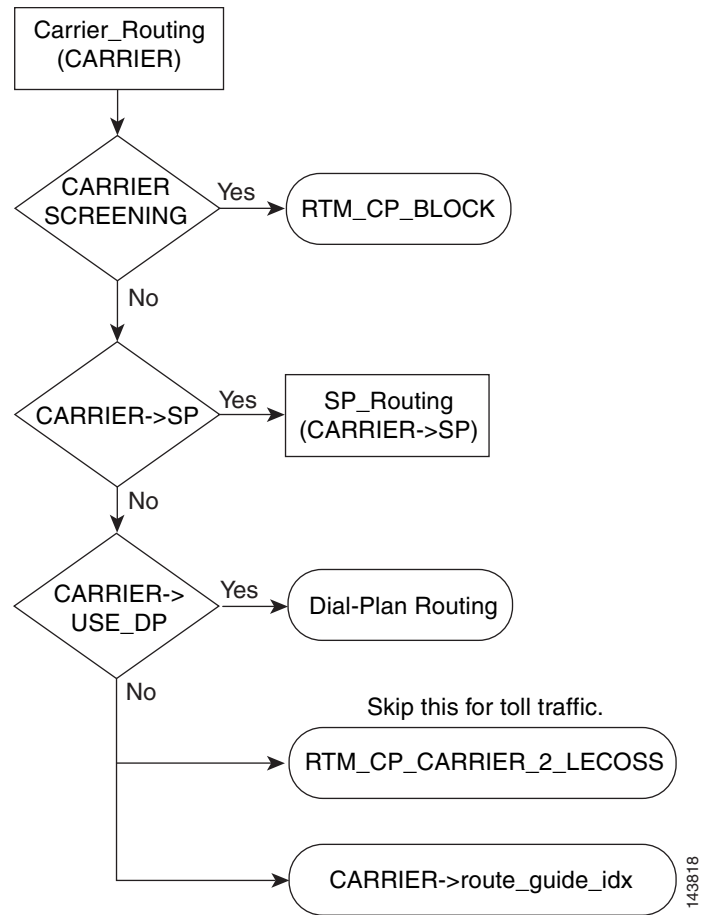 Carrier_Routing
(CARRIER)
CARRIER
SCREENING
Yes
RTM_CP_BLOCK
No
CARRIER->SP
Yes
SP_Routing
(CARRIER->SP)
No
CARRIER->
USE_DP
Yes
Dial-Plan Routing
No
Skip this for toll traffic.
RTM_CP_CARRIER_2_LECOSS
CARRIER->route_guide_idx
143818